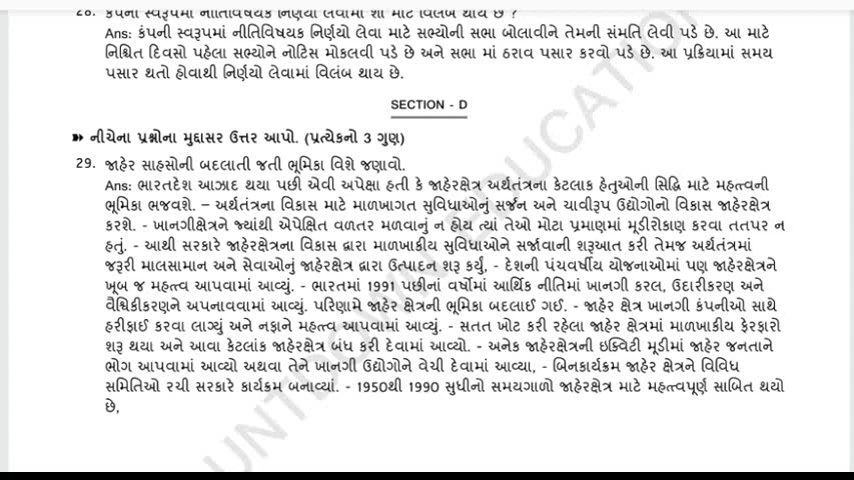 28. કંપની સ્વરૂપમાં નીતિવિષયક નિર્ણયો લેવામાં શા માટે વિલંબ થાય છે ?
Ans: કંપની સ્વરૂપમાં નીતિવિષયક નિર્ણયો લેવા માટે સભ્યોની સભા બોલાવીને તેમની સંમતિ લેવી પડે છે. આ માટે
નિશ્ચિત દિવસો પહેલા સભ્યોને નોટિસ મોકલવી પડે છે અને સભા માં ઠરાવ પસાર કરવો પડે છે. આ પ્રક્રિયામાં સમય
પસાર થતો હોવાથી નિર્ણયો લેવામાં વિલંબ થાય છે.
SECTION - D
➽ નીચેના પ્રશ્નોના મુદ્દાસર ઉત્તર આપો. (પ્રત્યેકનો 3 ગુણ)
29. જાહેર સાહસોની બદલાતી જતી ભૂમિકા વિશે જણાવો.
Ans: ભારતદેશ આઝાદ થયા પછી એવી અપેક્ષા હતી કે જાહેરક્ષેત્ર અર્થતંત્રના કેટલાક હેતુઓની સિદ્ધિ માટે મહત્ત્વની
ભૂમિકા ભજવશે. – અર્થતંત્રના વિકાસ માટે માળખાગત સુવિધાઓનું સર્જન અને ચાવીરૂપ ઉદ્યોગોનો વિકાસ જાહેરક્ષેત્ર
કરશે. - ખાનગીક્ષેત્રને જ્યાંથી અપેક્ષિત વળતર મળવાનું ન હોય ત્યાં તેઓ મોટા પ્રમાણમાં મૂડીરોકાણ કરવા તતપર ન
હતું. - આથી સરકારે જાહેરક્ષેત્રના વિકાસ દ્વારા માળખાકીય સુવિધાઓને સર્જાવાની શરૂઆત કરી તેમજ અર્થતંત્રમાં
જરૂરી માલસામાન અને સેવાઓનું જાહેરક્ષેત્ર દ્વારા ઉત્પાદન શરૂ કર્યું, - દેશની પંચવર્ષીય યોજનાઓમાં પણ જાહેરક્ષેત્રને
ખૂબ જ મહત્ત્વ આપવામાં આવ્યું. - ભારતમાં 1991 પછીનાં વર્ષોમાં આર્થિક નીતિમાં ખાનગી કરલ, ઉદારીકરણ અને
વૈશ્વિકીકરણને અપનાવવામાં આવ્યું. પરિણામે જાહેર ક્ષેત્રની ભૂમિકા બદલાઈ ગઈ. - જાહેર ક્ષેત્ર ખાનગી કંપનીઓ સાથે
હરીફાઈ કરવા લાગ્યું અને નફાને મહત્ત્વ આપવામાં આવ્યું. - સતત ખોટ કરી રહેલા જાહેર ક્ષેત્રમાં માળખાકીય ફેરફારો
શરૂ થયા અને આવા કેટલાંક જાહેરક્ષેત્ર બંધ કરી દેવામાં આવ્યો. - અનેક જાહેરક્ષેત્રની ઇક્વિટી મૂડીમાં જાહેર જનતાને
ભોગ આપવામાં આવ્યો અથવા તેને ખાનગી ઉદ્યોગોને વેચી દેવામાં આવ્યા, - બિનકાર્યક્રમ જાહેર ક્ષેત્રને વિવિધ
સમિતિઓ રચી સરકારે કાર્યક્રમ બનાવ્યાં. - 1950થી 1990 સુધીનો સમયગાળો જાહેરક્ષેત્ર માટે મહત્ત્વપૂર્ણ સાબિત થયો
છે,
UNTDOWN EDUCATION